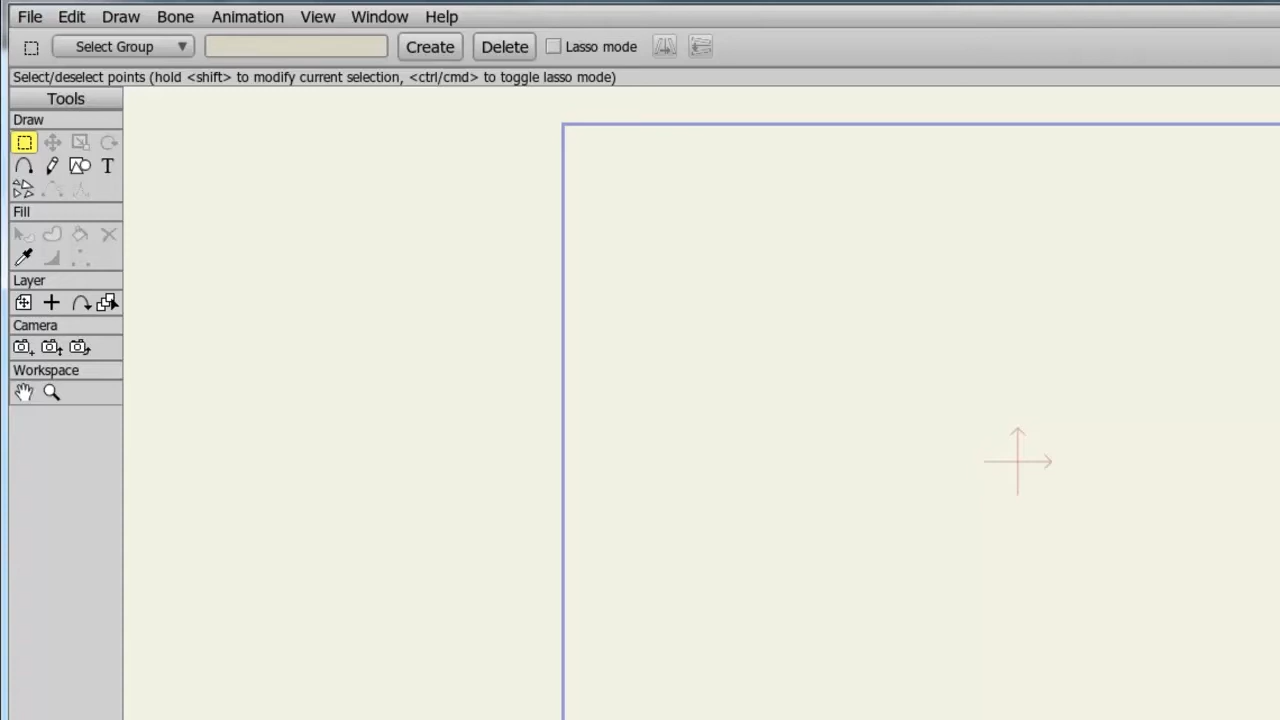 File Edit Draw Bone Animation View Window Help
Select Group Create Delete Lasso mode
Select/deselect points (hold <shift> to modify current selection, <ctrl/cmd> to toggle lasso mode)
Tools
Draw
T
Fill
Layer
Camera
Workspace